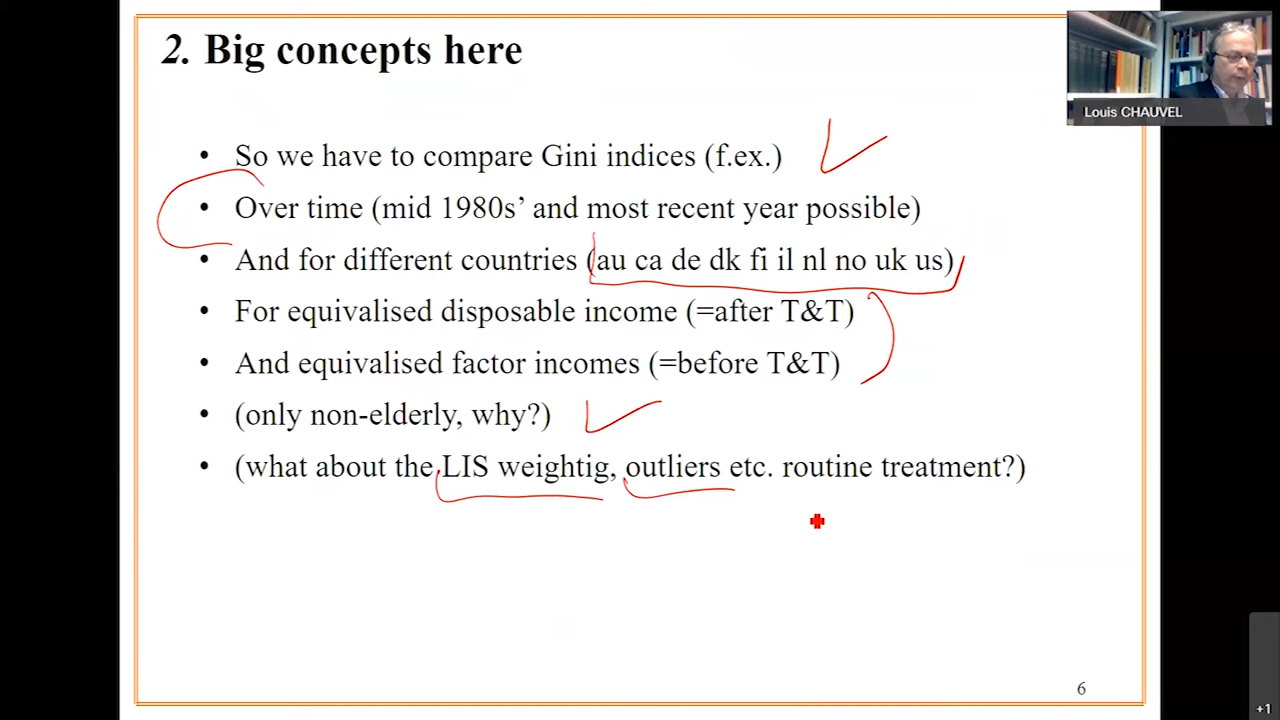 2. Big concepts here
Louis CHAUVEL
• So we have to compare Gini indices (f.ex.)
• Over time (mid 1980s’ and most recent year possible)
• And for different countries (au ca de dk fi il nl no uk us)
• For equivalised disposable income (=after T&T)
• And equivalised factor incomes (=before T&T)
• (only non-elderly, why?)
• (what about the LIS weightig, outliers etc. routine treatment?)
6
+1